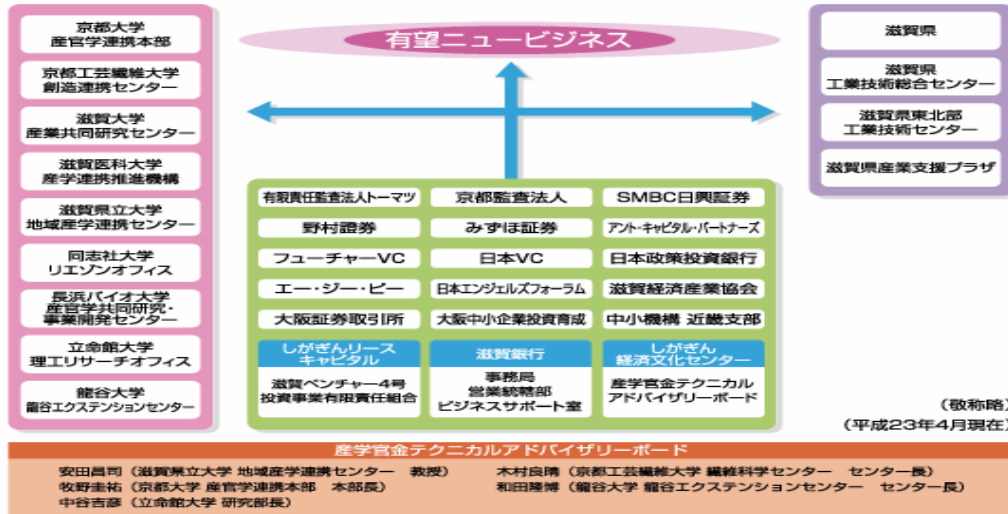 京都大学
産官学連携本部
京都工芸繊維大学
創造連携センター
滋賀大学
産業共同研究センター
滋賀医科大学
産学連携推進機構
滋賀県立大学
地域産学連携センター
同志社大学
リエゾンオフィス
長浜バイオ大学
産官学共同研究・
事業開発センター
立命館大学
理工リサーチオフィス
龍谷大学
龍谷エクステンションセンター
有望ニュービジネス
滋賀県
滋賀県
工業技術総合センター
滋賀県東北部
工業技術センター
滋賀県産業支援プラザ
有限責任監査法人トーマツ
京都監査法人
SMBC日興証券
野村證券
みずほ証券
アント・キャピタル・パートナーズ
フューチャーVC
日本VC
日本政策投資銀行
エー・ジー・ピー
日本エンジェルズフォーラム
滋賀経済産業協会
大阪証券取引所
大阪中小企業投資育成
中小機構 近畿支部
しがぎんリース
キャピタル
滋賀ベンチャー4号
投資事業有限責任組合
滋賀銀行
事務局
営業統轄部
ビジネスサポート室
しがぎん
経済文化センター
産学官金テクニカル
アドバイザリーボード
(敬称略)
(平成23年4月現在)
産学官金テクニカルアドバイザリーボード
安田昌司(滋賀県立大学 地域産学連携センター 教授)
木村良晴(京都工芸繊維大学 繊維科学センター センター長)
牧野圭祐(京都大学 産官学連携本部 本部長)
和田隆博(龍谷大学 龍谷エクステンションセンター センター長)
中谷吉彦(立命館大学 研究部長)